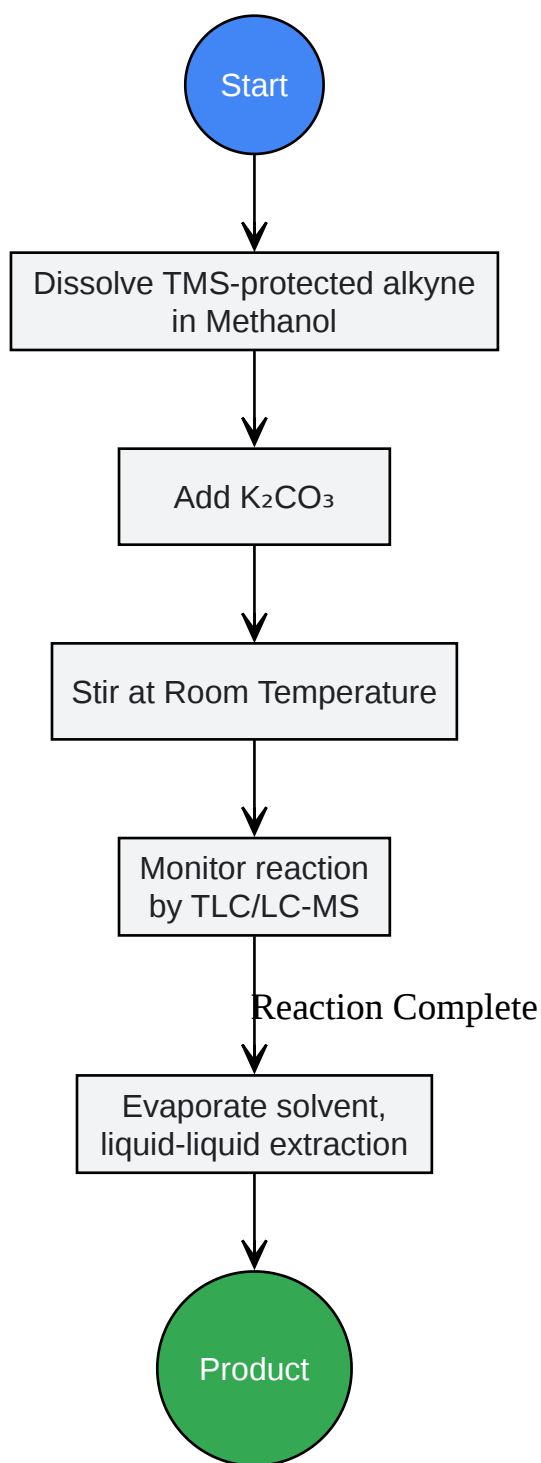 Start
Dissolve TMS-protected alkyne
in Methanol
Add K₂CO₃
Stir at Room Temperature
Monitor reaction
by TLC/LC-MS
Reaction Complete
Evaporate solvent,
liquid-liquid extraction
Product